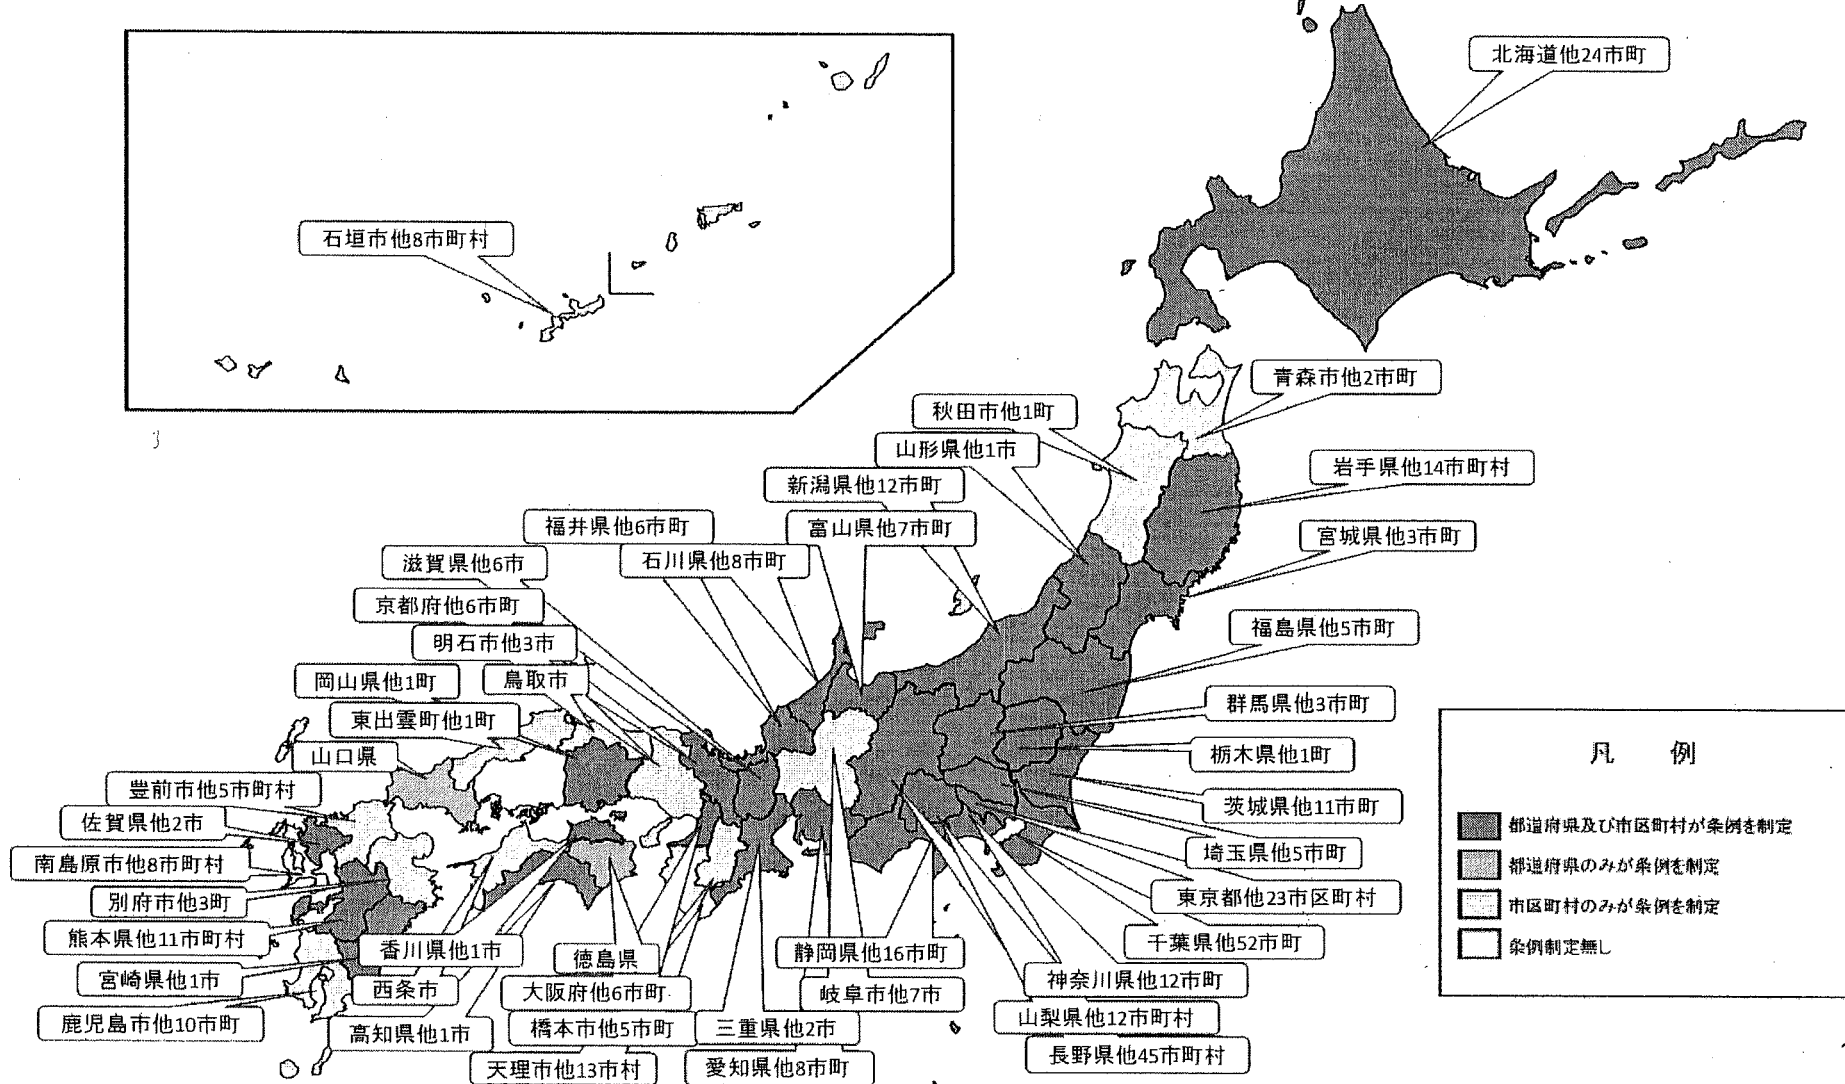 北海道他24市町
石垣市他8市町村
青森市他2市町
秋田市他1町
山形県他1市
岩手県他14市町村
新潟県他12市町
福井県他6市町
富山県他7市町
宮城県他3市町
滋賀県他6市
石川県他8市町
京都府他6市町
福島県他5市町
明石市他3市
岡山県他1町
鳥取市
群馬県他3市町
東出雲町他1町
山口県
栃木県他1町
豊前市他5市町村
茨城県他11市町
佐賀県他2市
埼玉県他5市町
南島原市他8市町村
東京都他23市区町村
別府市他3町
千葉県他52市町
熊本県他11市町村
香川県他1市
徳島県
静岡県他16市町
宮崎県他1市
西条市
大阪府他6市町
岐阜市他7市
神奈川県他12市町
鹿児島市他10市町
高知県他1市
橋本市他5市町
三重県他2市
山梨県他12市町村
天理市他13市村
愛知県他8市町
長野県他45市町村
凡 例
都道府県及び市区町村が条例を制定
都道府県のみが条例を制定
市区町村のみが条例を制定
条例制定無し